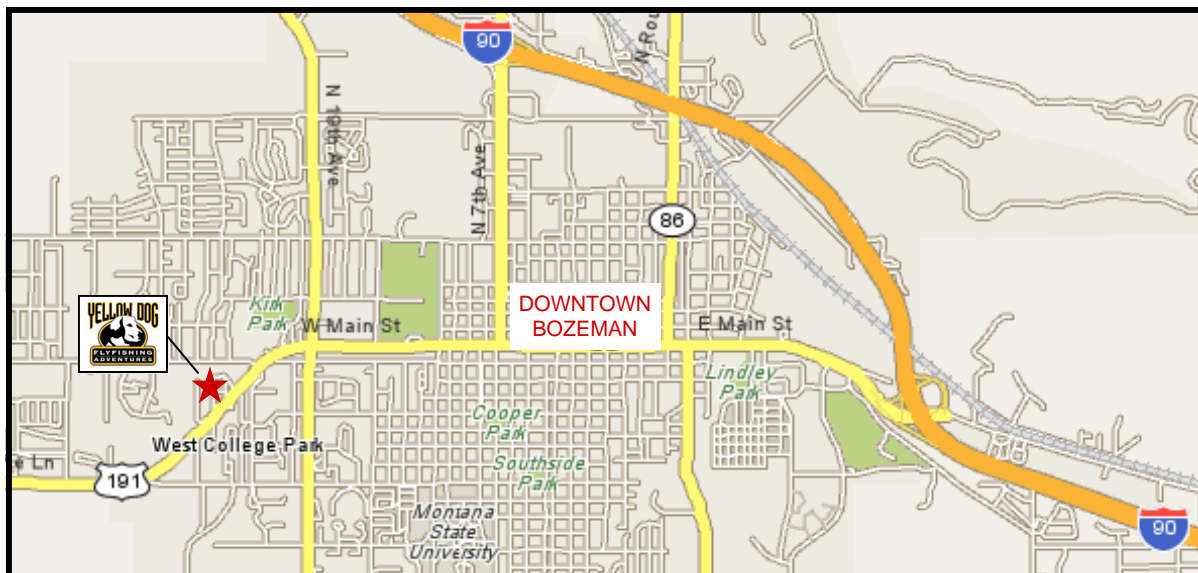 90
N Rou
N 19th Ave
N 7th Ave
86
YELLOW DOG
FLYFISHING
ADVENTURES
Kirk
Park
W Main St
DOWNTOWN
BOZEMAN
E Main St
Lindley
Park
Cooper
Park
West College Park
e Ln
191
Southside
Park
Montana
State
University
90